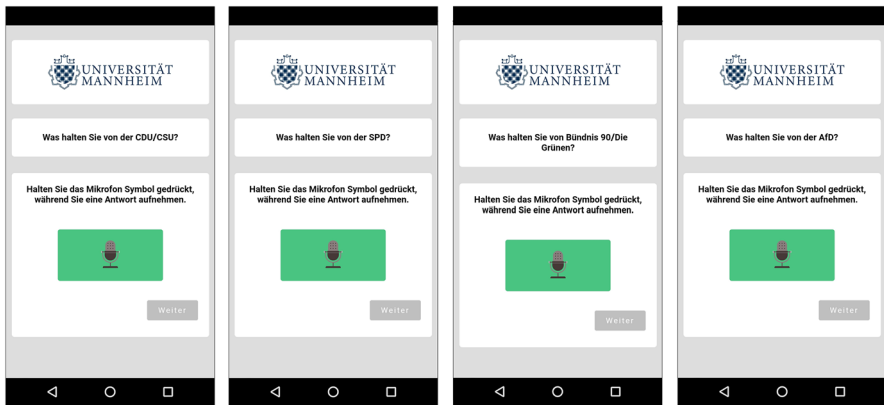 UNIVERSITÄT
MANNHEIM
Was halten Sie von der CDU/CSU?
Halten Sie das Mikrofon Symbol gedrückt,
während Sie eine Antwort aufnehmen.
Weiter
UNIVERSITÄT
MANNHEIM
Was halten Sie von der SPD?
Halten Sie das Mikrofon Symbol gedrückt,
während Sie eine Antwort aufnehmen.
Weiter
UNIVERSITÄT
MANNHEIM
Was halten Sie von Bündnis 90/Die
Grünen?
Halten Sie das Mikrofon Symbol gedrückt,
während Sie eine Antwort aufnehmen.
Weiter
UNIVERSITÄT
MANNHEIM
Was halten Sie von der AfD?
Halten Sie das Mikrofon Symbol gedrückt,
während Sie eine Antwort aufnehmen.
Weiter